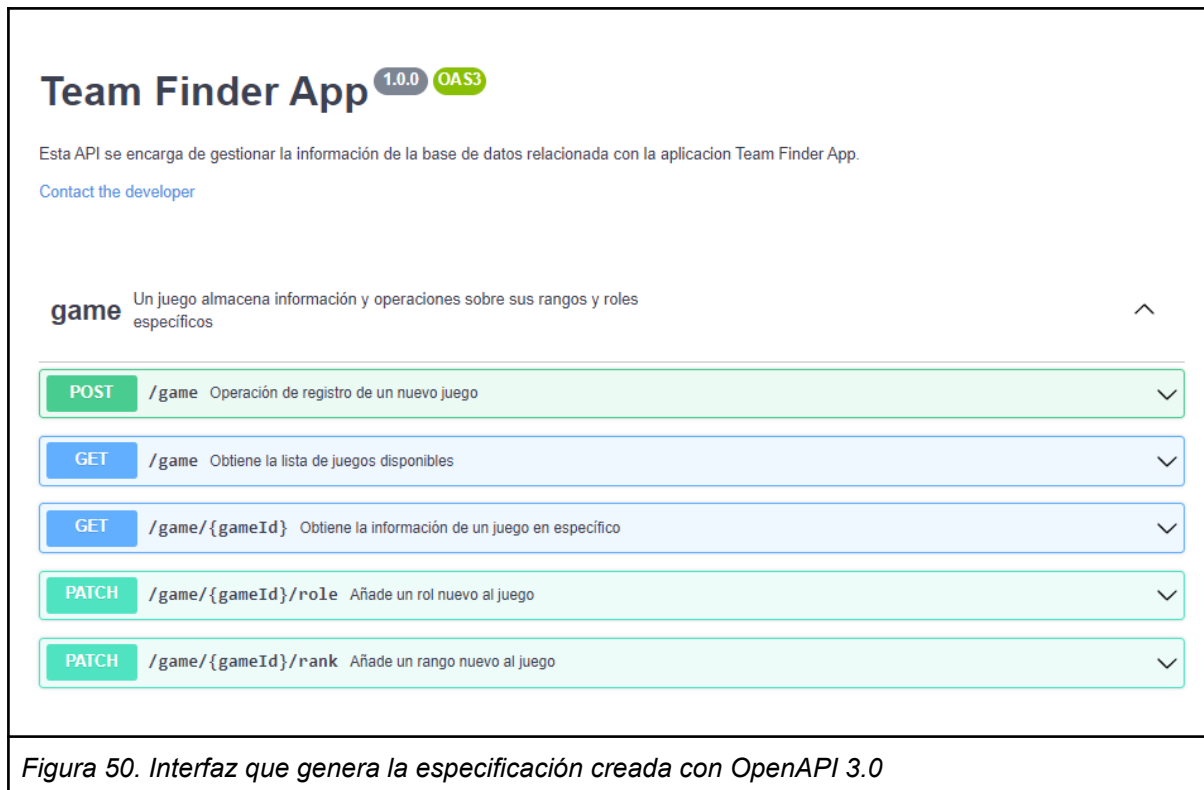 Team Finder App 1.0.0 OAS3
Esta API se encarga de gestionar la información de la base de datos relacionada con la aplicacion Team Finder App.
Contact the developer
game Un juego almacena información y operaciones sobre sus rangos y roles
específicos
POST /game Operación de registro de un nuevo juego
GET /game Obtiene la lista de juegos disponibles
GET /game/{gameId} Obtiene la información de un juego en específico
PATCH /game/{gameId}/role Añade un rol nuevo al juego
PATCH /game/{gameId}/rank Añade un rango nuevo al juego
Figura 50. Interfaz que genera la especificación creada con OpenAPI 3.0